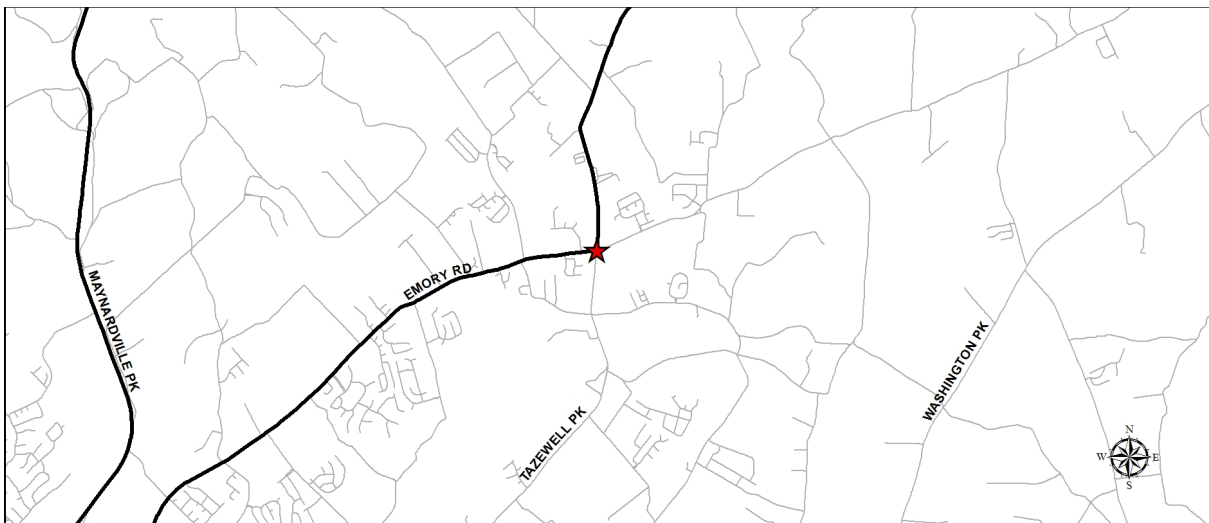 EMORY RD
MAYNARDVILLE PK
WASHINGTON PK
TAZEWELL PK
N
W E
S